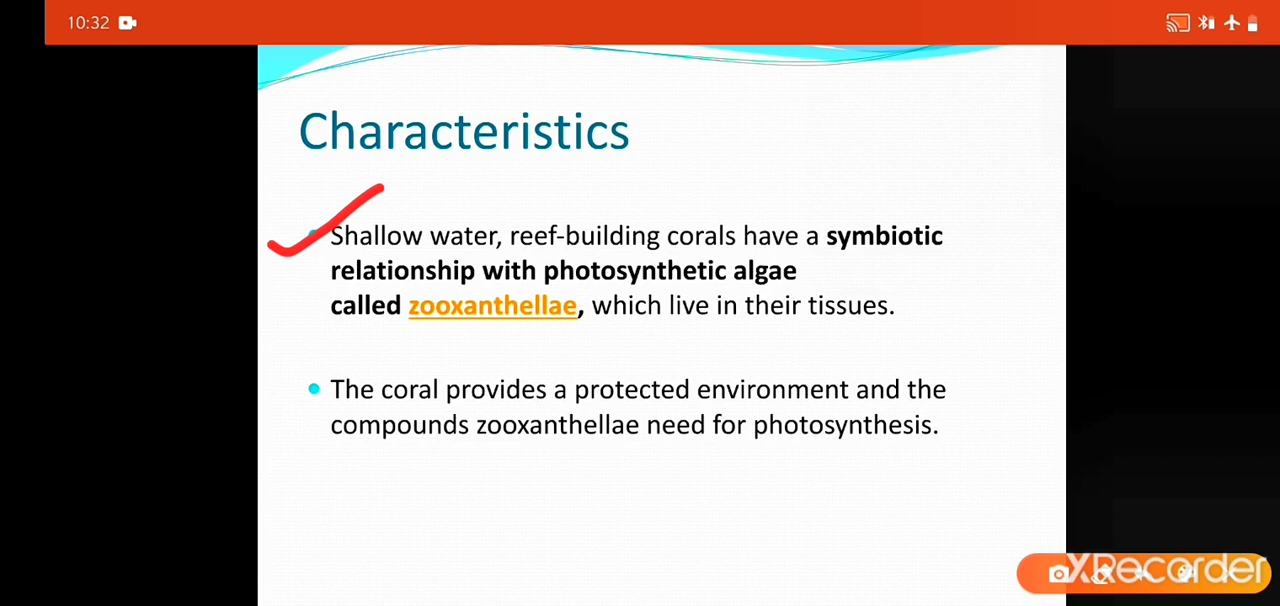 10:32
Characteristics
Shallow water, reef-building corals have a symbiotic
relationship with photosynthetic algae
called zooxanthellae, which live in their tissues.
The coral provides a protected environment and the
compounds zooxanthellae need for photosynthesis.
XRecorder